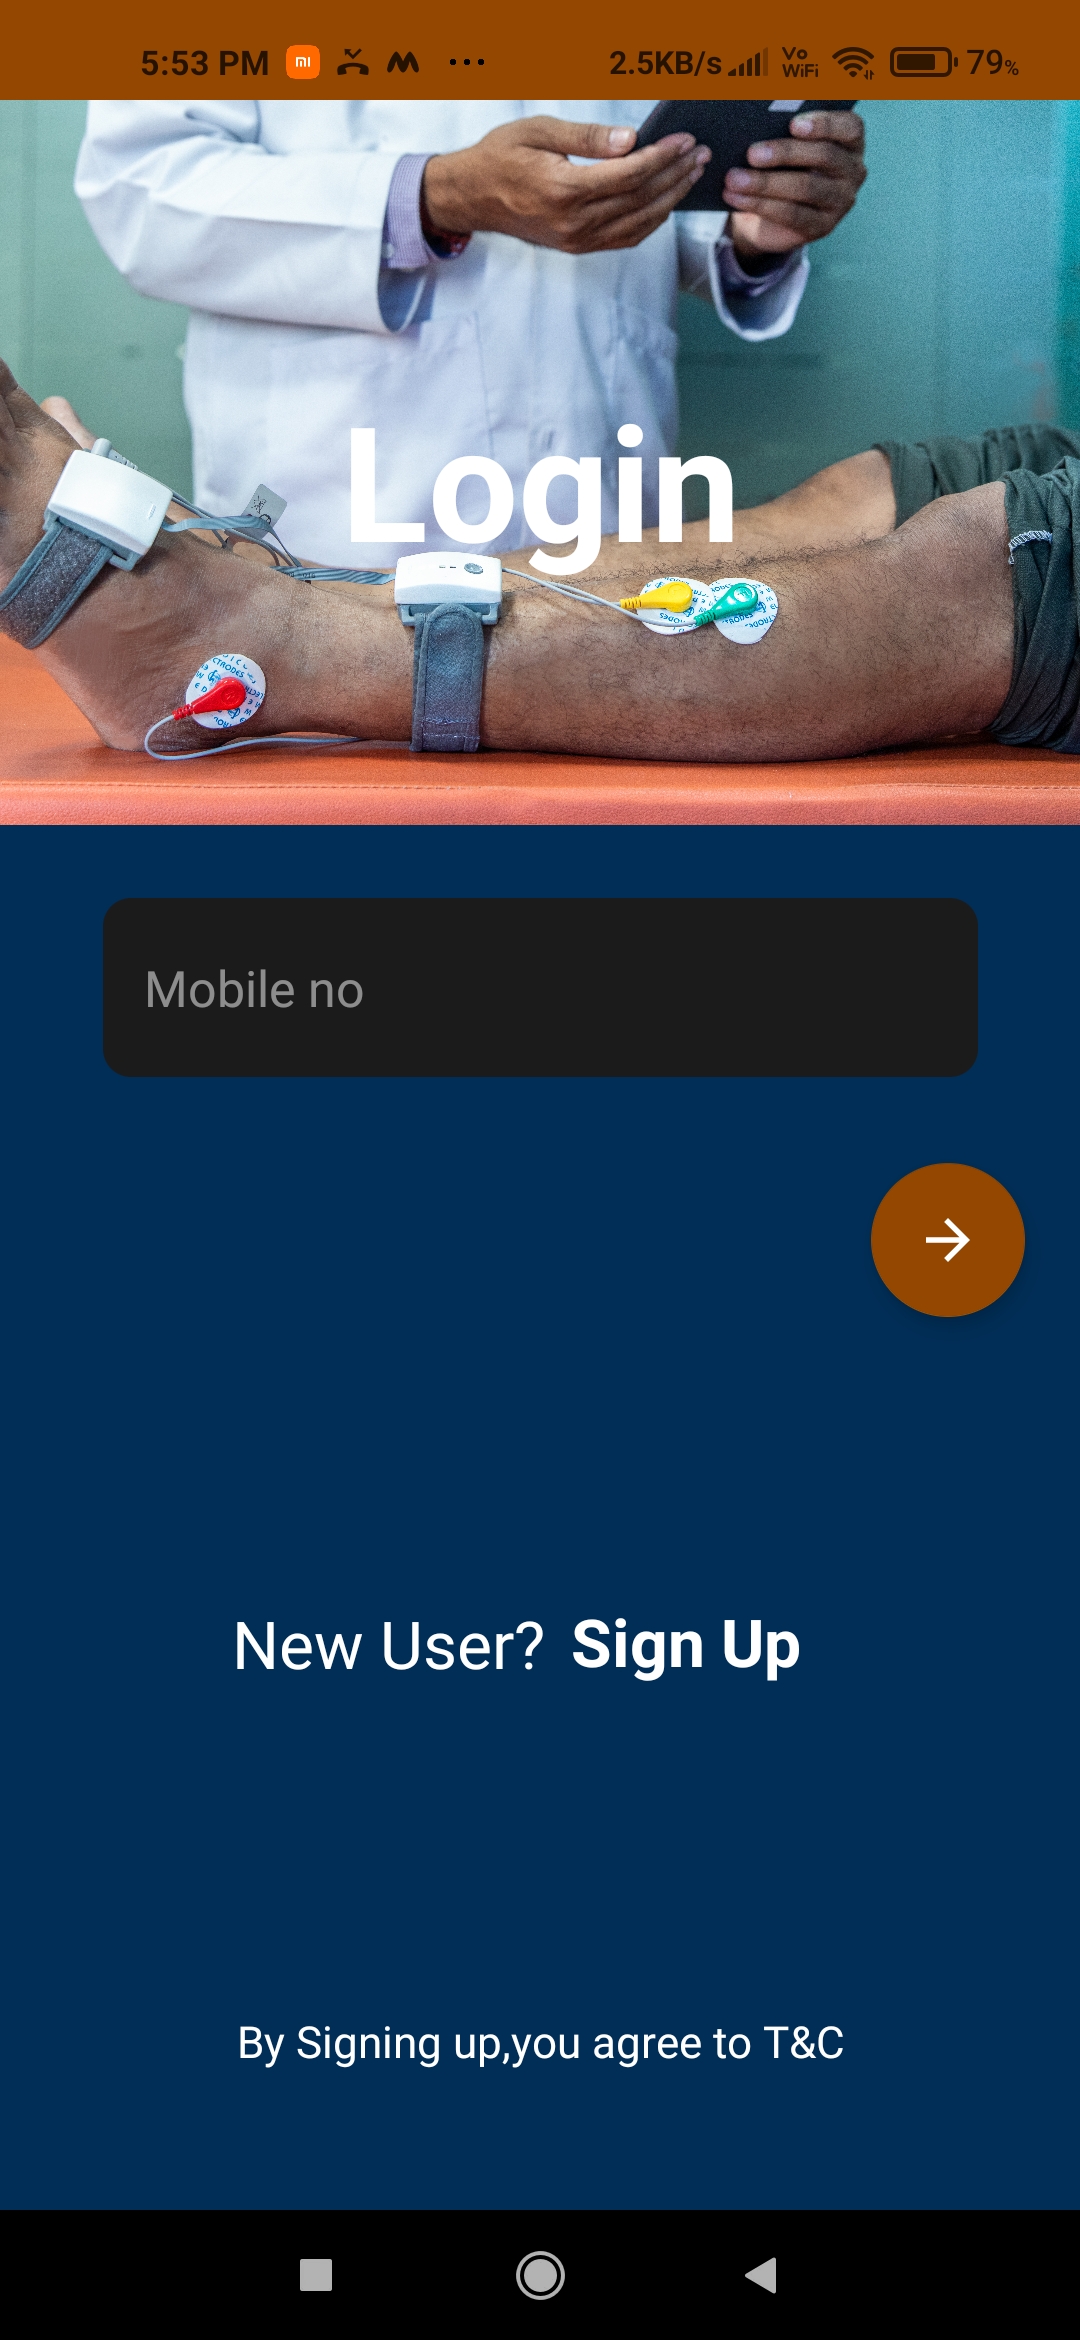 5:53 PM mi ... 2.5KB/s Vo WiFi 79%
Login
Mobile no
New User? Sign Up
By Signing up,you agree to T&C